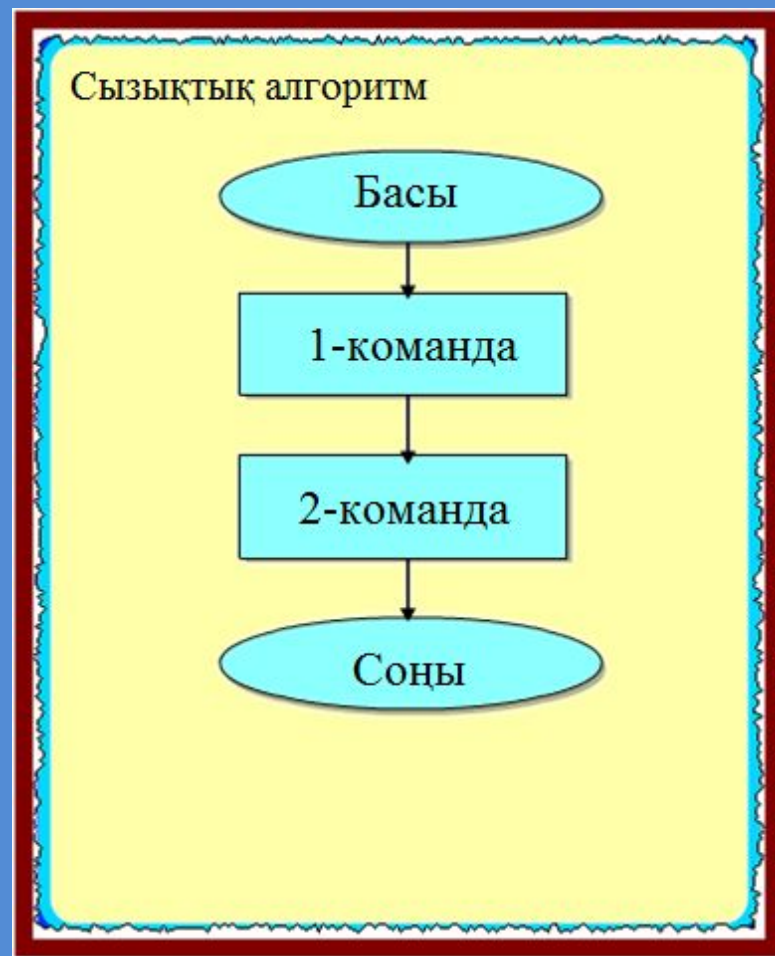 Сызықтық алгоритм
Басы
1-команда
2-команда
Соңы